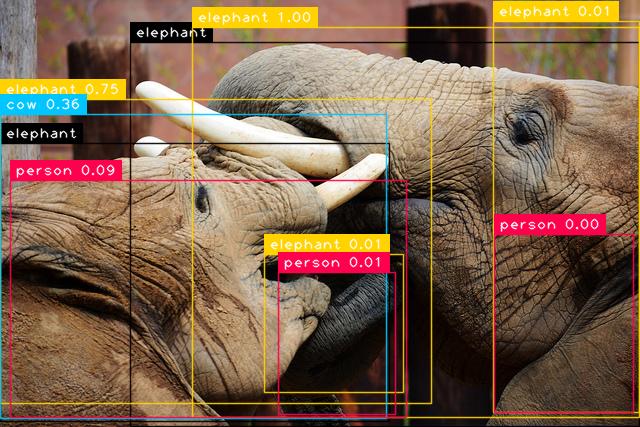 elephant 0.01
elephant 1.00
elephant
elephant 0.75
cow 0.36
elephant
person 0.09
person 0.00
elephant 0.01
person 0.01